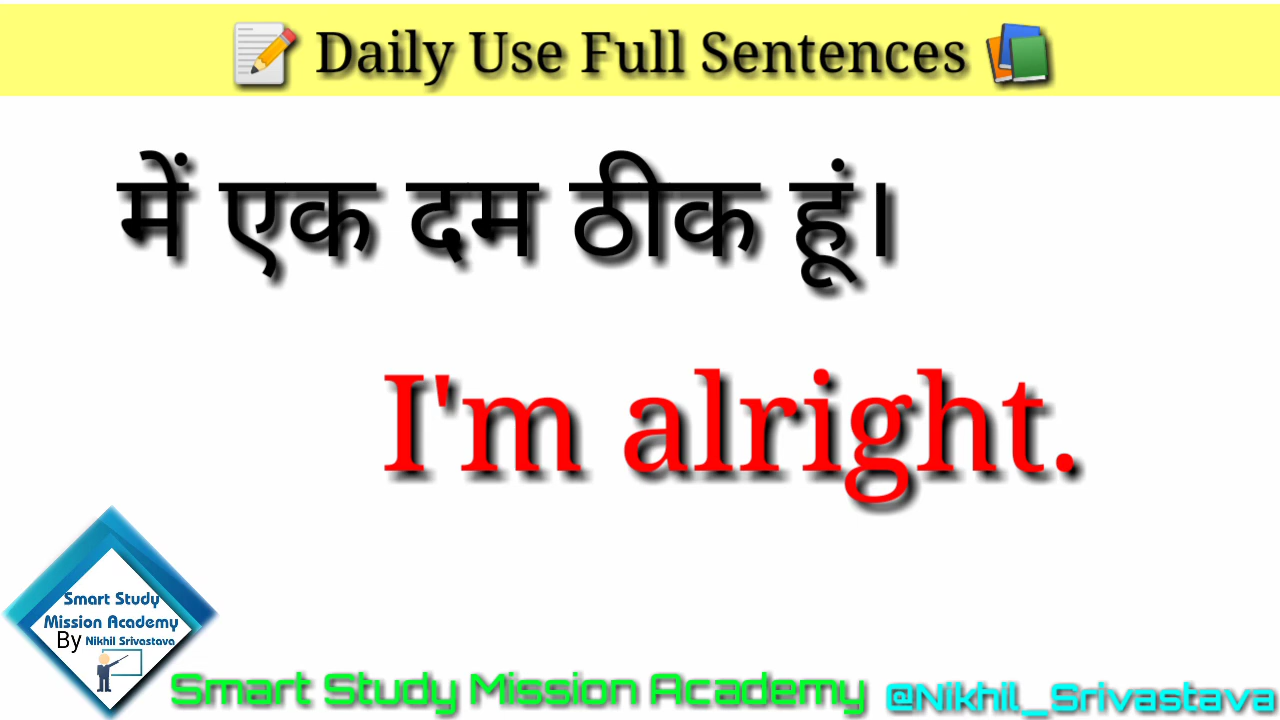 📝 Daily Use Full Sentences 📚
में एक दम ठीक हूं।
I'm alright.
Smart Study
Mission Academy
By Nikhil Srivastava
Smart Study Mission Academy @Nikhil_Srivastava